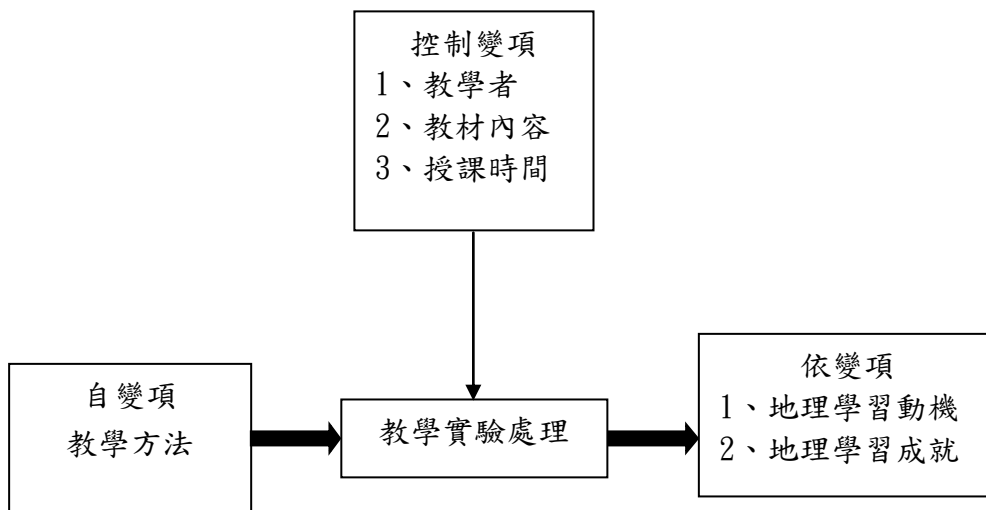 控制變項
1、教學者
2、教材內容
3、授課時間
自變項
教學方法
教學實驗處理
依變項
1、地理學習動機
2、地理學習成就